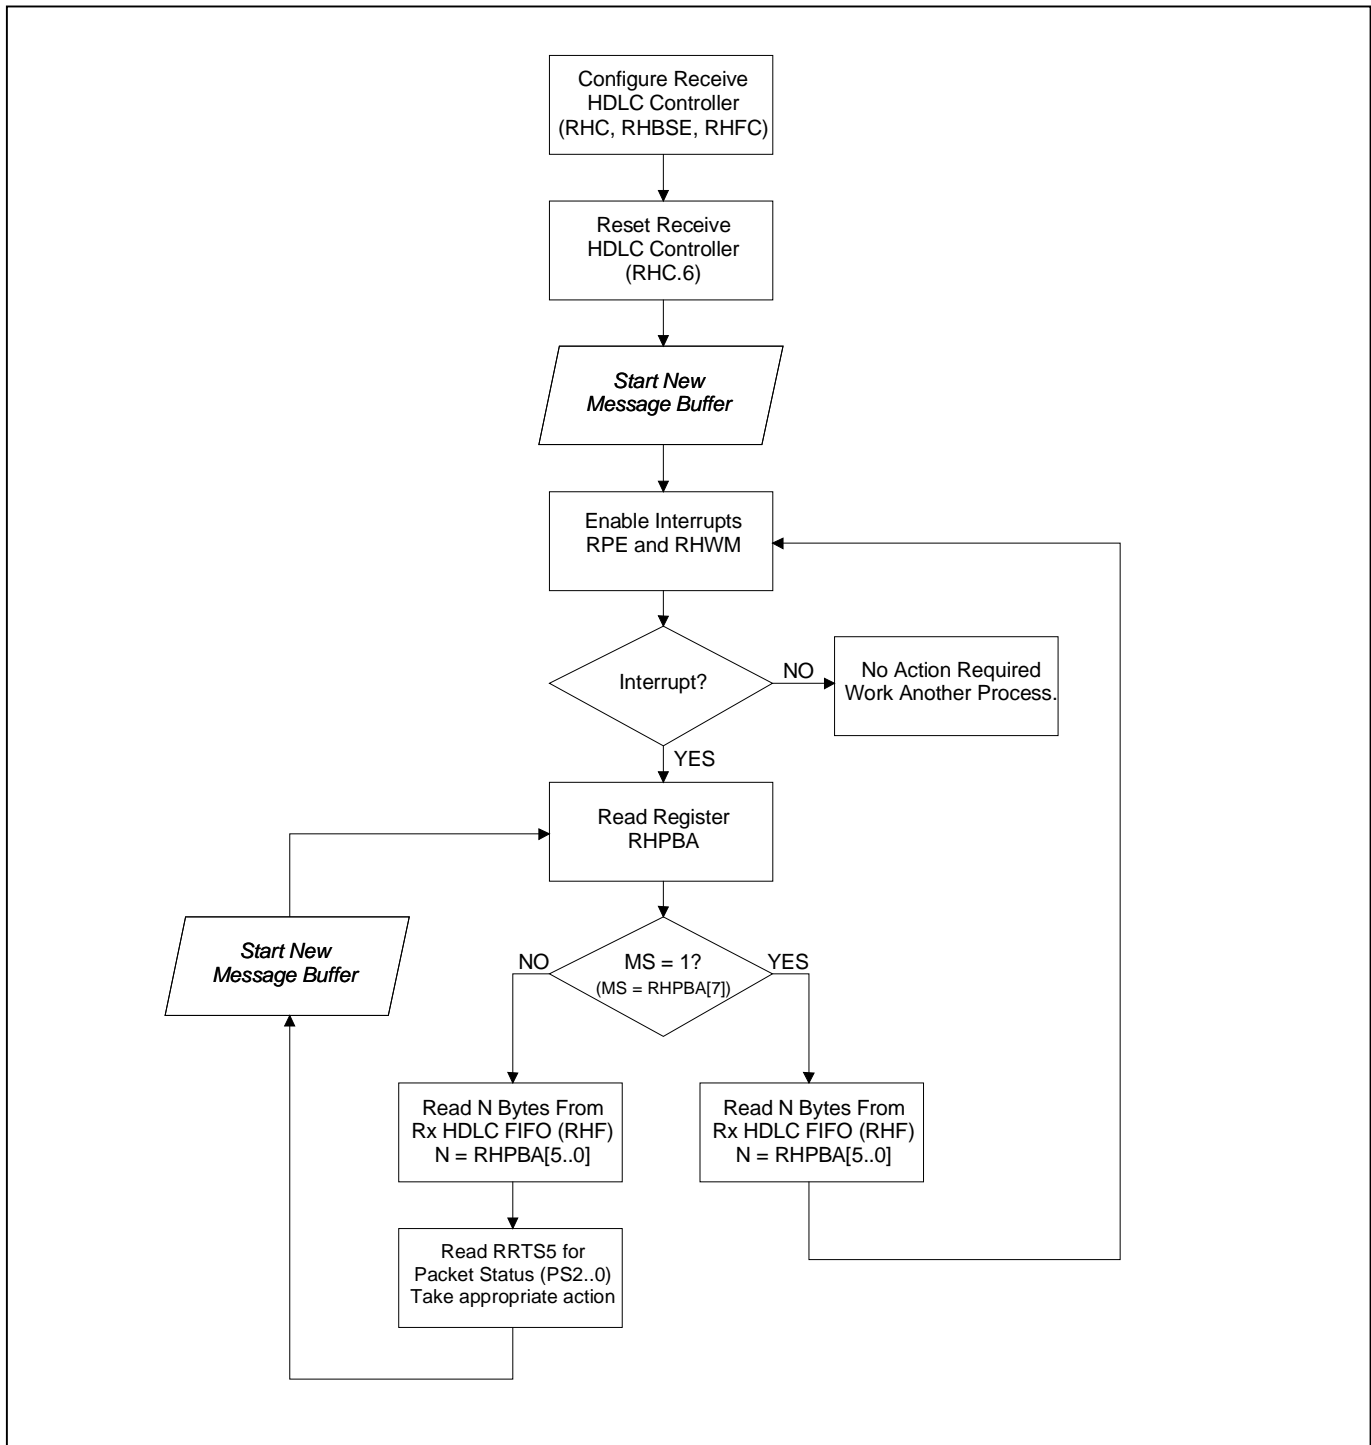 Configure Receive
HDLC Controller
(RHC, RHBSE, RHFC)
Reset Receive
HDLC Controller
(RHC.6)
Start New
Message Buffer
Enable Interrupts
RPE and RHWM
Interrupt?
NO
No Action Required
Work Another Process.
YES
Read Register
RHPBA
Start New
Message Buffer
NO
MS = 1?
(MS = RHPBA[7])
YES
Read N Bytes From
Rx HDLC FIFO (RHF)
N = RHPBA[5..0]
Read N Bytes From
Rx HDLC FIFO (RHF)
N = RHPBA[5..0]
Read RRTS5 for
Packet Status (PS2..0)
Take appropriate action